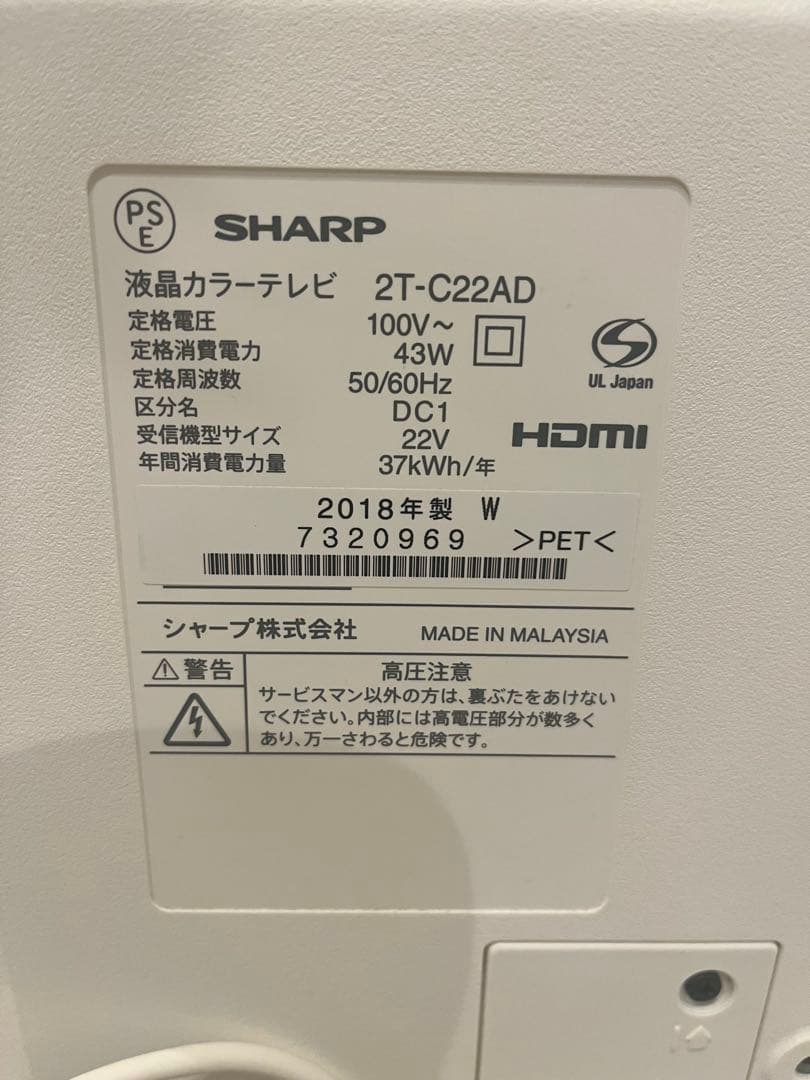 PS
E
SHARP
液晶カラーテレビ 2T-C22AD
定格電圧 100V～
定格消費電力 43W
定格周波数 50/60Hz
区分名 DC1
受信機型サイズ 22V
年間消費電力量 37kWh/年
UL Japan
HDMI
2018年製 W
7320969 >PET<
シャープ株式会社 MADE IN MALAYSIA
⚠警告 高圧注意
サービスマン以外の方は、裏ぶたをあけない
でください。内部には高電圧部分が数多く
あり、万一さわると危険です。